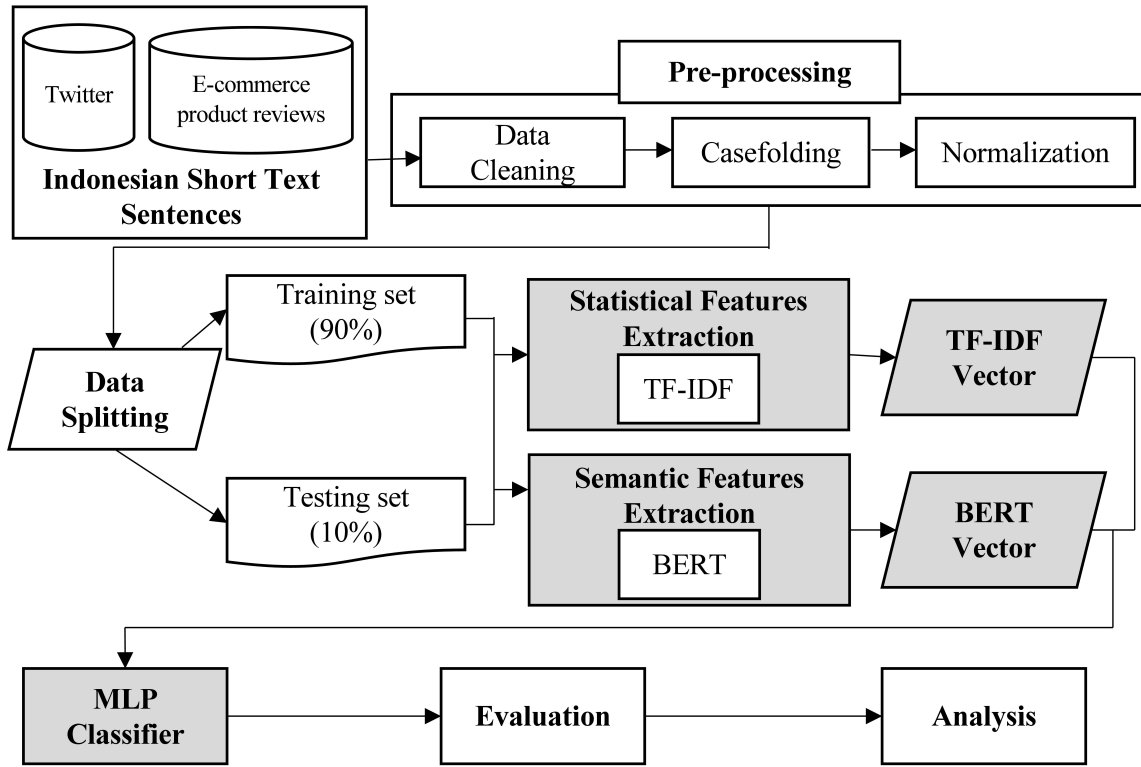 Twitter
E-commerce
product reviews
Indonesian Short Text
Sentences
Pre-processing
Data
Cleaning
Casefolding
Normalization
Data
Splitting
Training set
(90%)
Testing set
(10%)
Statistical Features
Extraction
TF-IDF
Semantic Features
Extraction
BERT
TF-IDF
Vector
BERT
Vector
MLP
Classifier
Evaluation
Analysis